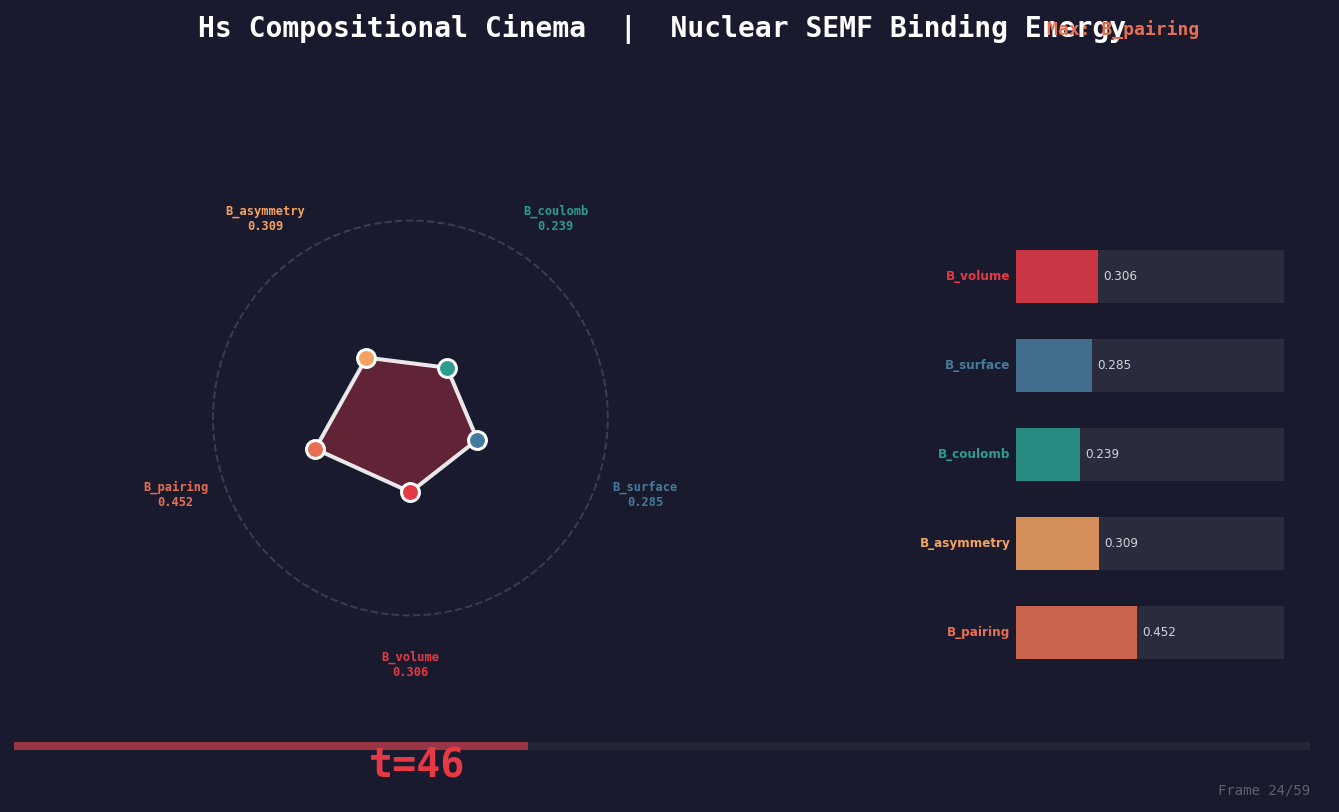 Hs Compositional Cinema | Nuclear SEMF Binding Energy
Max: B_pairing
B_asymmetry
0.309
B_coulomb
0.239
B_pairing
0.452
B_surface
0.285
B_volume
0.306
B_volume 0.306
B_surface 0.285
B_coulomb 0.239
B_asymmetry 0.309
B_pairing 0.452
t=46
Frame 24/59